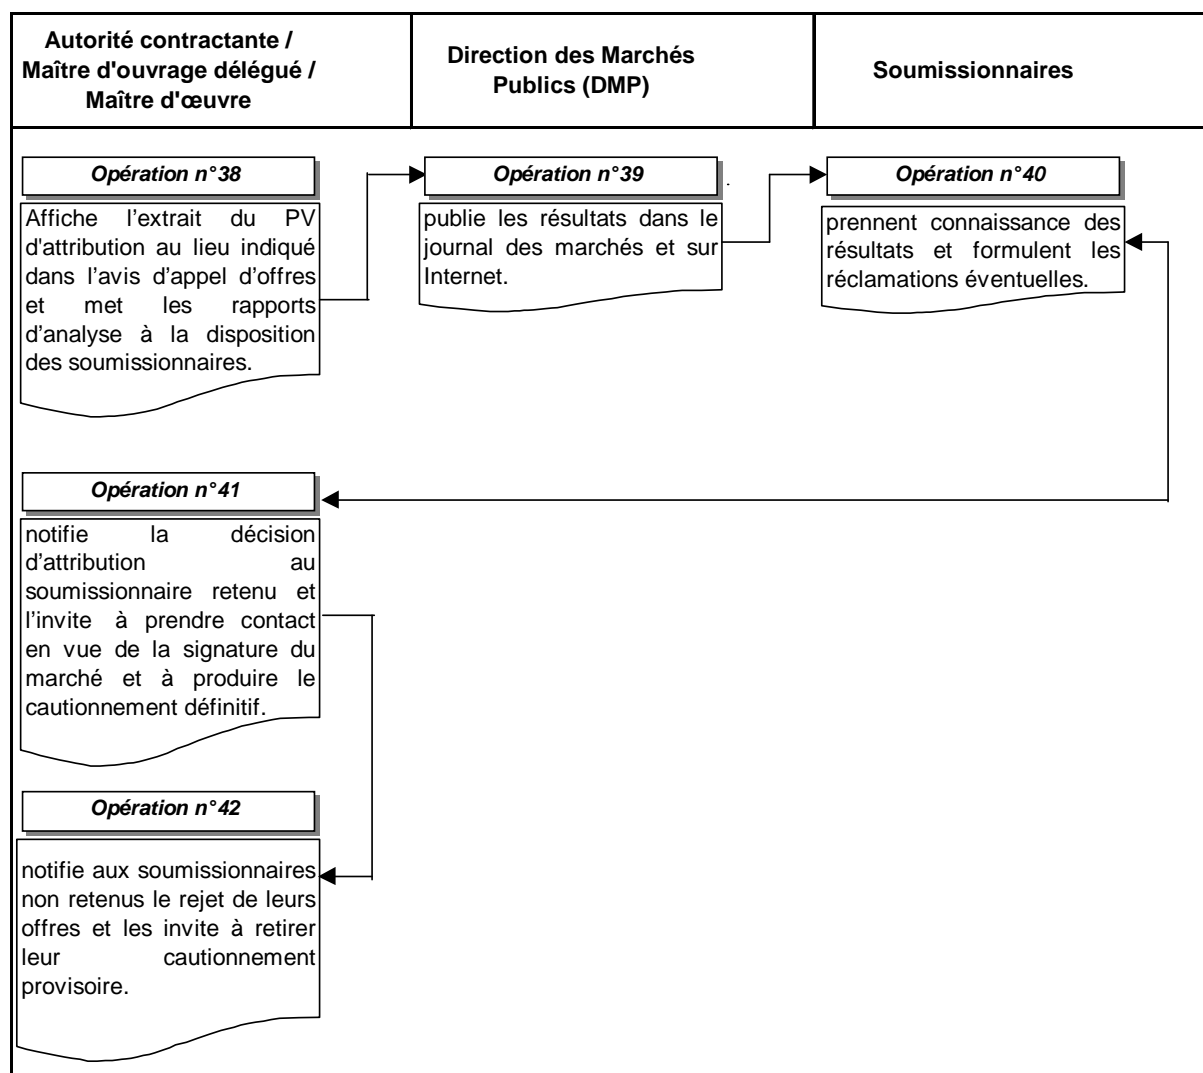 Autorité contractante /
Maître d'ouvrage délégué /
Maître d'œuvre
Direction des Marchés
Publics (DMP)
Soumissionnaires
Opération n°38
Affiche l'extrait du PV
d'attribution au lieu indiqué
dans l'avis d'appel d'offres
et met les rapports
d'analyse à la disposition
des soumissionnaires.
Opération n°39
publie les résultats dans le
journal des marchés et sur
Internet.
Opération n°40
prennent connaissance des
résultats et formulent les
réclamations éventuelles.
Opération n°41
notifie la décision
d'attribution au
soumissionnaire retenu et
l'invite à prendre contact
en vue de la signature du
marché et à produire le
cautionnement définitif.
Opération n°42
notifie aux soumissionnaires
non retenus le rejet de leurs
offres et les invite à retirer
leur cautionnement
provisoire.